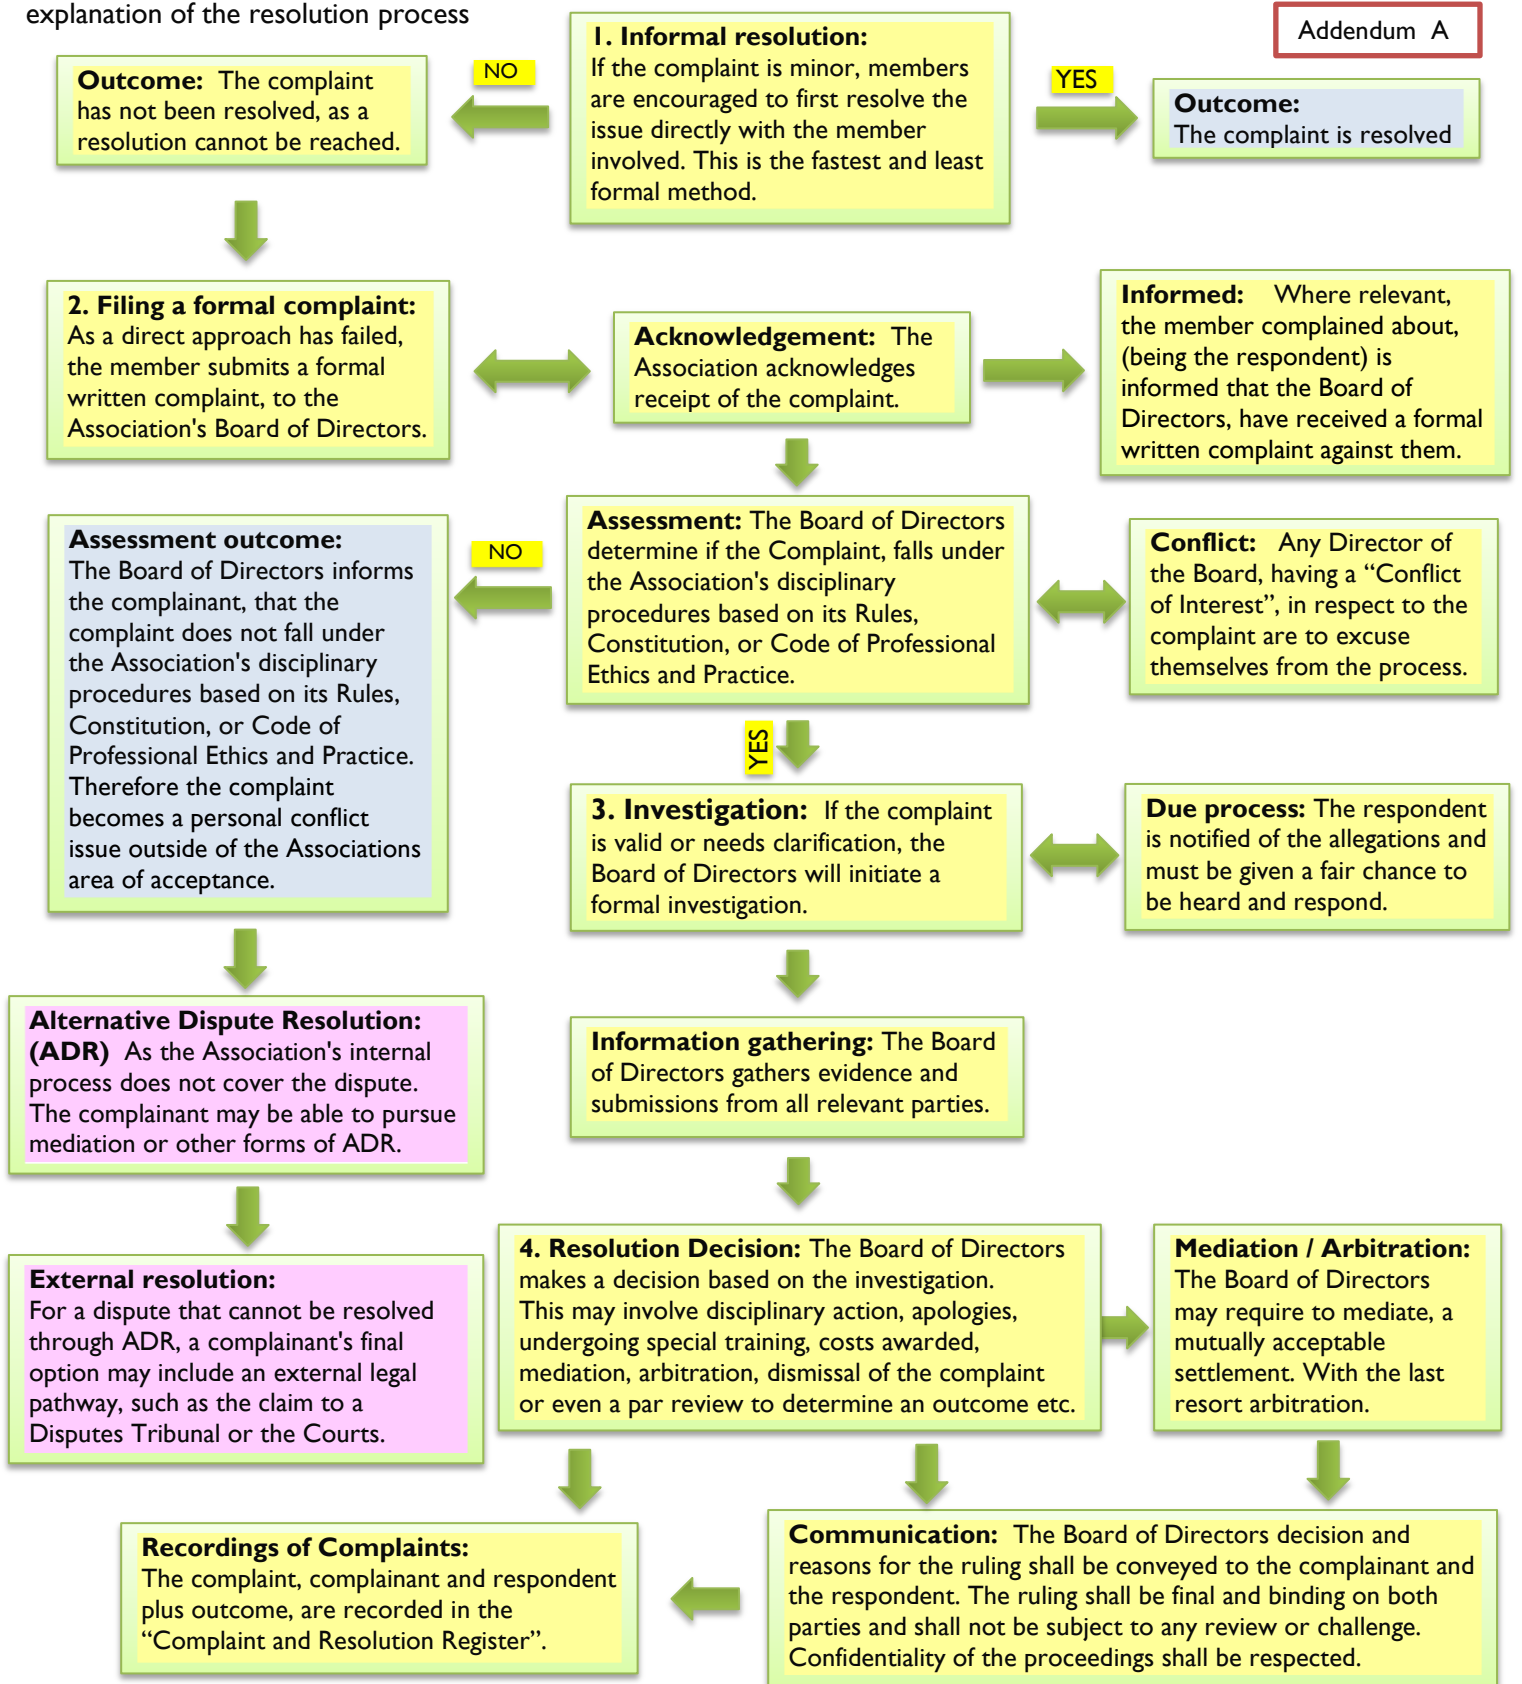 explanation of the resolution process
Addendum A
1. Informal resolution:
If the complaint is minor, members
are encouraged to first resolve the
issue directly with the member
involved. This is the fastest and least
formal method.
NO
YES
Outcome: The complaint
has not been resolved, as a
resolution cannot be reached.
Outcome:
The complaint is resolved
2. Filing a formal complaint:
As a direct approach has failed,
the member submits a formal
written complaint, to the
Association's Board of Directors.
Acknowledgement: The
Association acknowledges
receipt of the complaint.
Informed: Where relevant,
the member complained about,
(being the respondent) is
informed that the Board of
Directors, have received a formal
written complaint against them.
Assessment: The Board of Directors
determine if the Complaint, falls under
the Association's disciplinary
procedures based on its Rules,
Constitution, or Code of Professional
Ethics and Practice.
Conflict: Any Director of
the Board, having a “Conflict
of Interest”, in respect to the
complaint are to excuse
themselves from the process.
NO
Assessment outcome:
The Board of Directors informs
the complainant, that the
complaint does not fall under
the Association's disciplinary
procedures based on its Rules,
Constitution, or Code of
Professional Ethics and Practice.
Therefore the complaint
becomes a personal conflict
issue outside of the Associations
area of acceptance.
YES
3. Investigation: If the complaint
is valid or needs clarification, the
Board of Directors will initiate a
formal investigation.
Due process: The respondent
is notified of the allegations and
must be given a fair chance to
be heard and respond.
Alternative Dispute Resolution:
(ADR) As the Association's internal
process does not cover the dispute.
The complainant may be able to pursue
mediation or other forms of ADR.
Information gathering: The Board
of Directors gathers evidence and
submissions from all relevant parties.
External resolution:
For a dispute that cannot be resolved
through ADR, a complainant's final
option may include an external legal
pathway, such as the claim to a
Disputes Tribunal or the Courts.
4. Resolution Decision: The Board of Directors
makes a decision based on the investigation.
This may involve disciplinary action, apologies,
undergoing special training, costs awarded,
mediation, arbitration, dismissal of the complaint
or even a par review to determine an outcome etc.
Mediation / Arbitration:
The Board of Directors
may require to mediate, a
mutually acceptable
settlement. With the last
resort arbitration.
Recordings of Complaints:
The complaint, complainant and respondent
plus outcome, are recorded in the
“Complaint and Resolution Register”.
Communication: The Board of Directors decision and
reasons for the ruling shall be conveyed to the complainant and
the respondent. The ruling shall be final and binding on both
parties and shall not be subject to any review or challenge.
Confidentiality of the proceedings shall be respected.